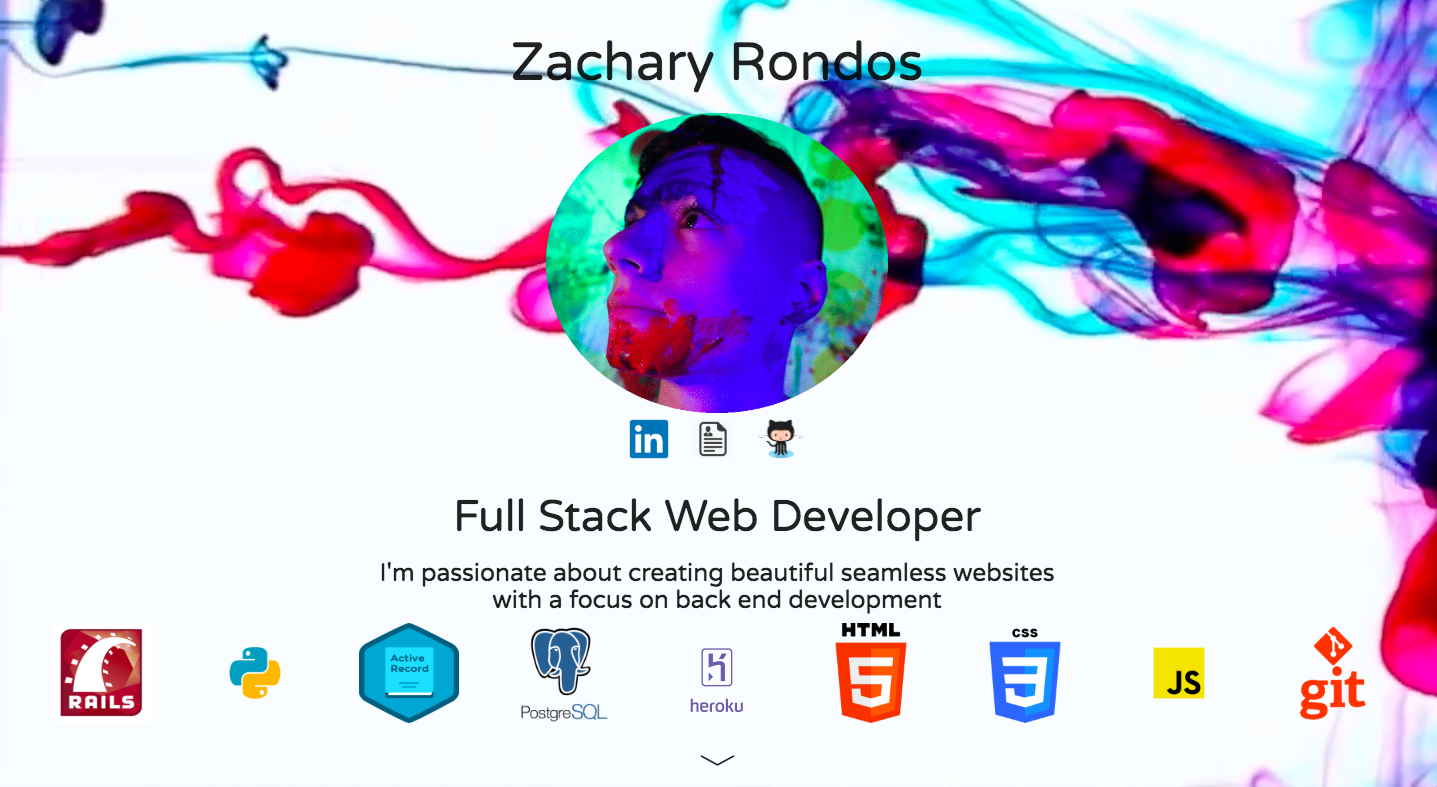 Zachary Rondos
in
Full Stack Web Developer
I'm passionate about creating beautiful seamless websites
with a focus on back end development
RAILS
Active
Record
PostgreSQL
heroku
HTML
5
CSS
3
JS
git